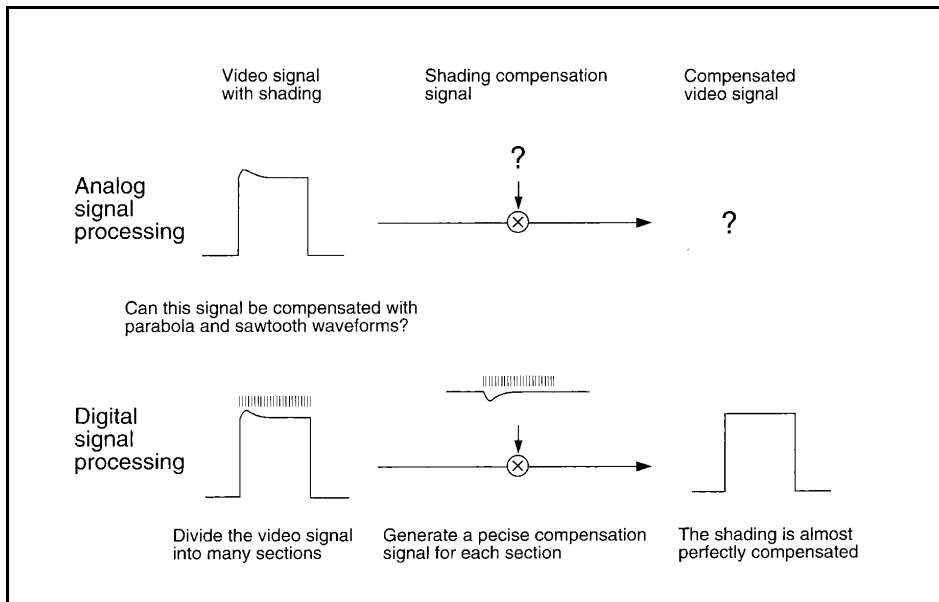 Video signal
with shading
Shading compensation
signal
Compensated
video signal
Analog
signal
processing
?
?
Can this signal be compensated with
parabola and sawtooth waveforms?
Digital
signal
processing
Divide the video signal
into many sections
Generate a pecise compensation
signal for each section
The shading is almost
perfectly compensated